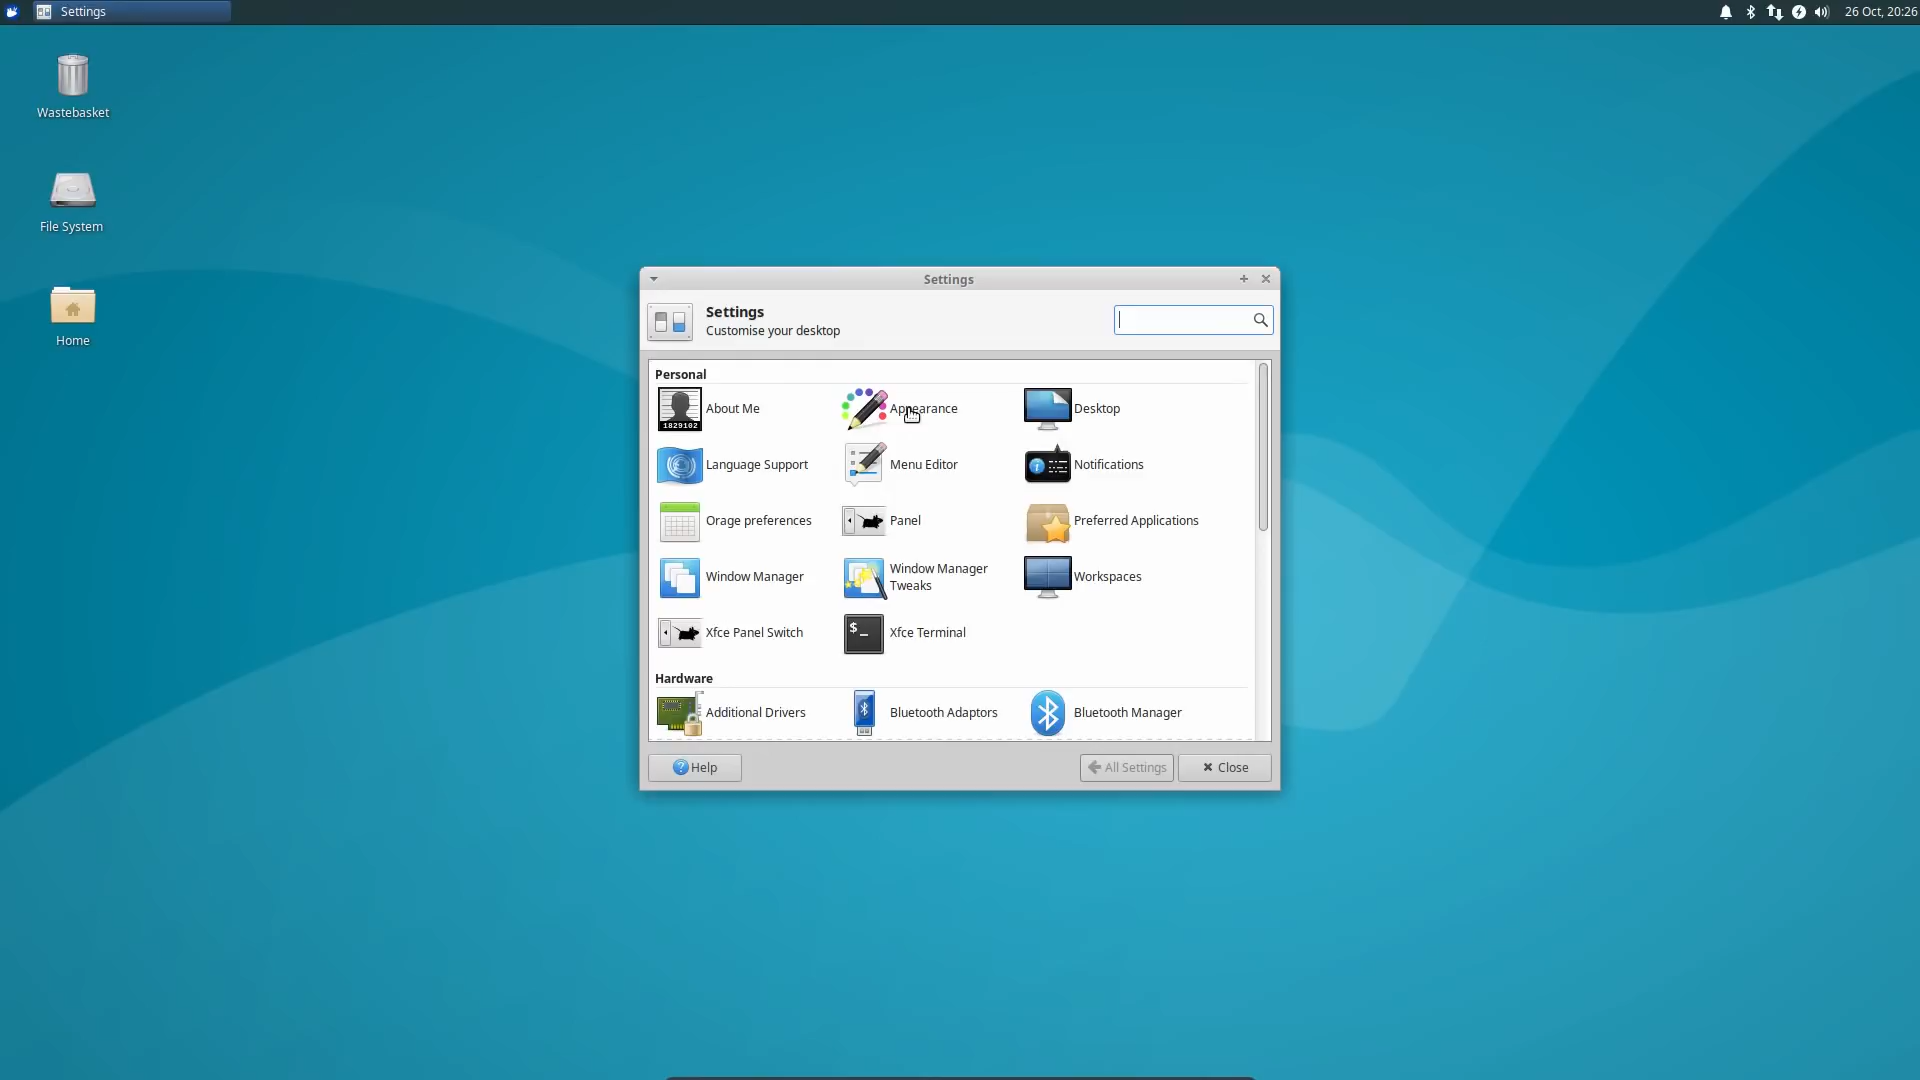 Settings
26 Oct, 20:26
Wastebasket
File System
Home
Settings
Settings
Customise your desktop
Personal
About Me
1829102
Appearance
Desktop
Language Support
Menu Editor
Notifications
Orage preferences
Panel
Preferred Applications
Window Manager
Window Manager
Tweaks
Workspaces
Xfce Panel Switch
$_
Xfce Terminal
Hardware
Additional Drivers
Bluetooth Adaptors
Bluetooth Manager
Help
All Settings
Close